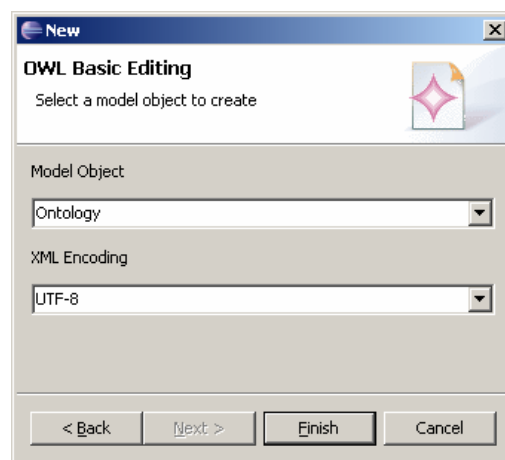 New
OWL Basic Editing
Select a model object to create
Model Object
Ontology
XML Encoding
UTF-8
< Back Next > Finish Cancel